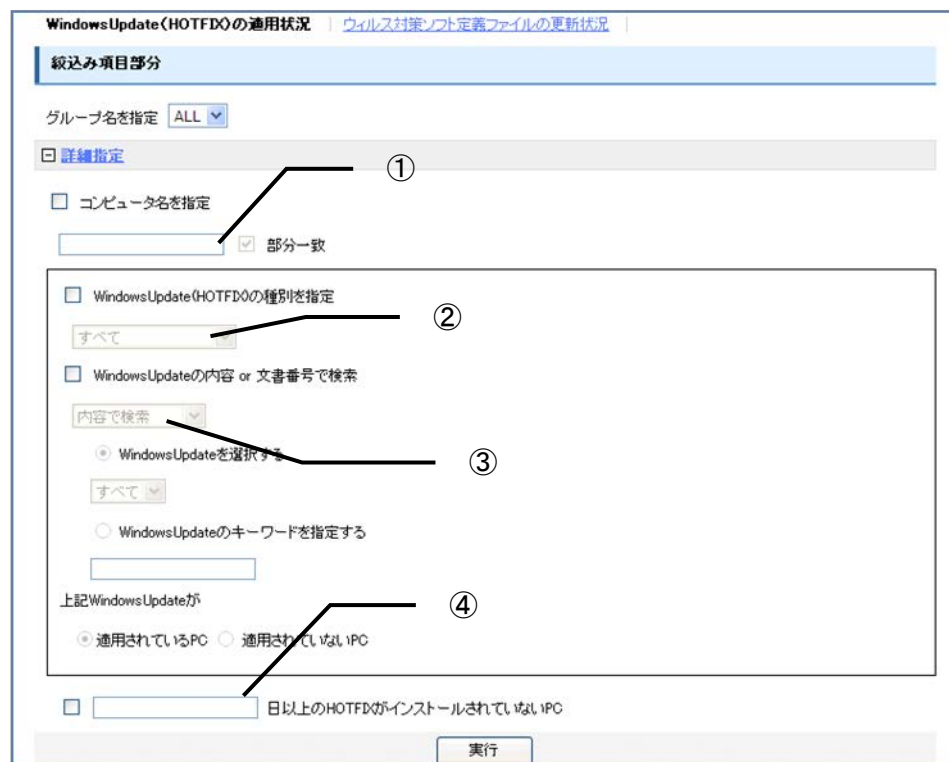 WindowsUpdate(HOTFIX)の適用状況 | ウィルス対策ソフト定義ファイルの更新状況 |
絞込み項目部分
グループ名を指定 ALL
詳細指定
①
コンピュータ名を指定
部分一致
WindowsUpdate(HOTFIX)の種別を指定
②
すべて
WindowsUpdateの内容 or 文書番号で検索
内容で検索
WindowsUpdateを選択する
③
すべて
WindowsUpdateのキーワードを指定する
上記WindowsUpdateが
④
適用されているPC 適用されていないPC
日以上のHOTFIXがインストールされていないPC
実行